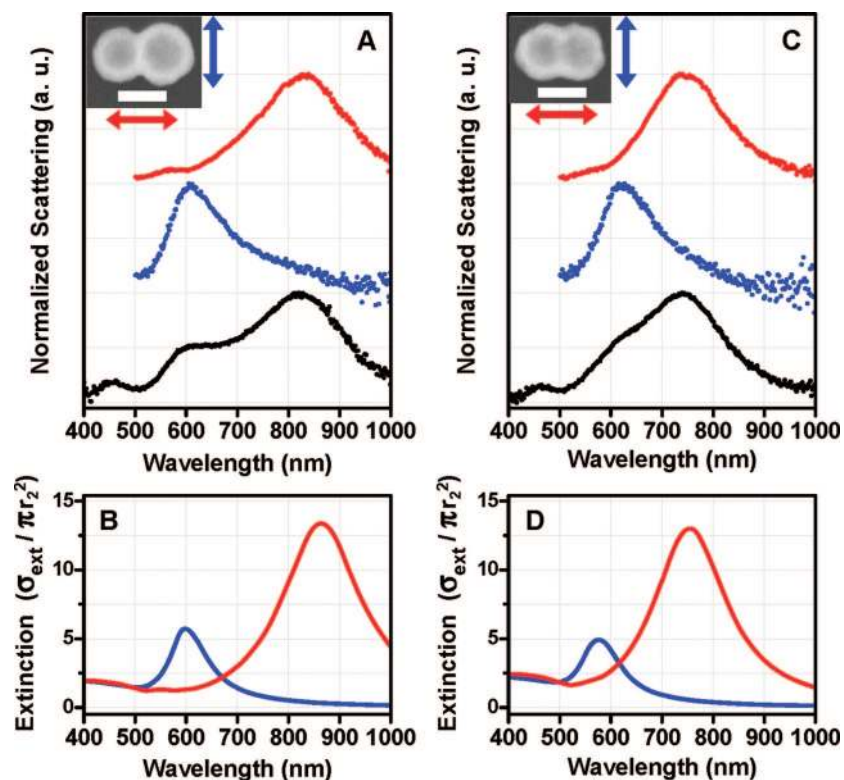 A
Normalized Scattering (a. u.)
400 500 600 700 800 900 1000
Wavelength (nm)
C
Normalized Scattering (a. u.)
400 500 600 700 800 900 1000
Wavelength (nm)
B
Extinction (σext / πr₂²)
15
10
5
0
400 500 600 700 800 900 1000
Wavelength (nm)
D
Extinction (σext / πr₂²)
15
10
5
0
400 500 600 700 800 900 1000
Wavelength (nm)